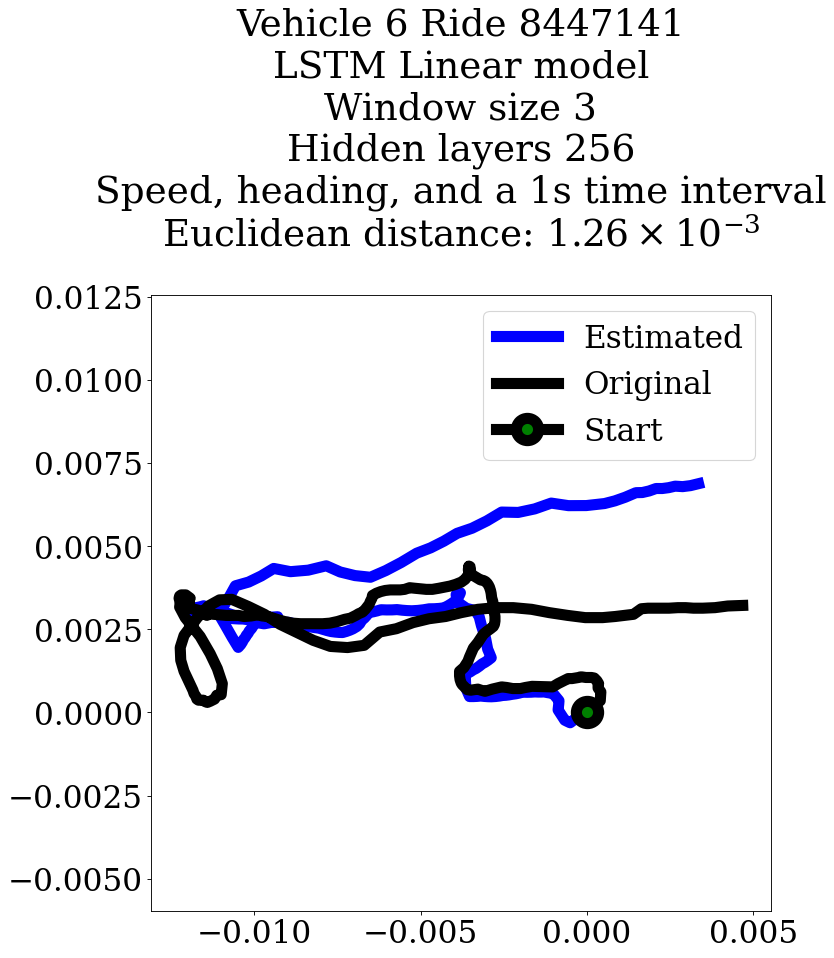 Vehicle 6 Ride 8447141
LSTM Linear model
Window size 3
Hidden layers 256
Speed, heading, and a 1s time interval
Euclidean distance: 1.26 × 10⁻³
0.0125
0.0100
0.0075
0.0050
0.0025
0.0000
−0.0025
−0.0050
Estimated
Original
Start
−0.010 −0.005 0.000 0.005